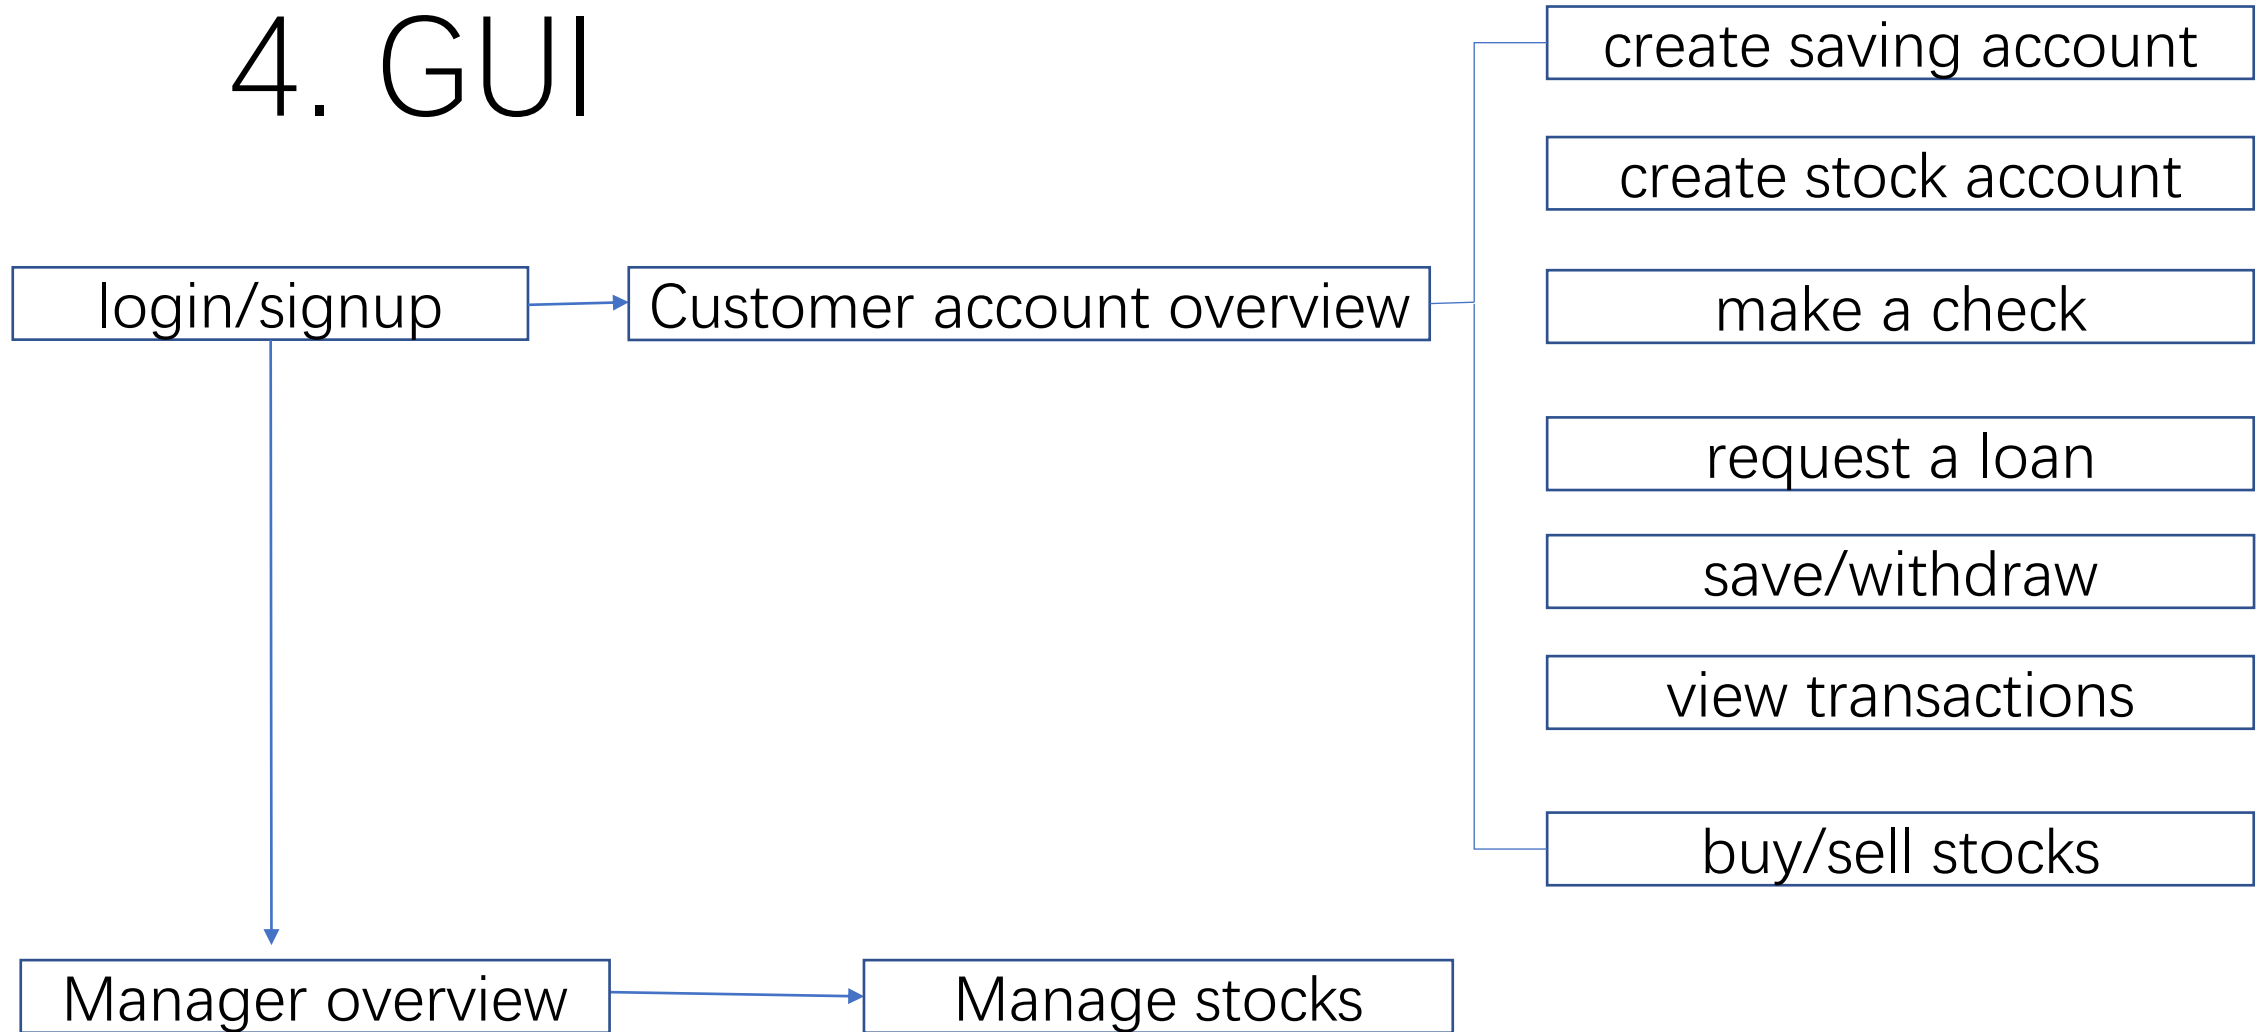 4. GUI
create saving account
create stock account
login/signup
Customer account overview
make a check
request a loan
save/withdraw
view transactions
buy/sell stocks
Manager overview
Manage stocks